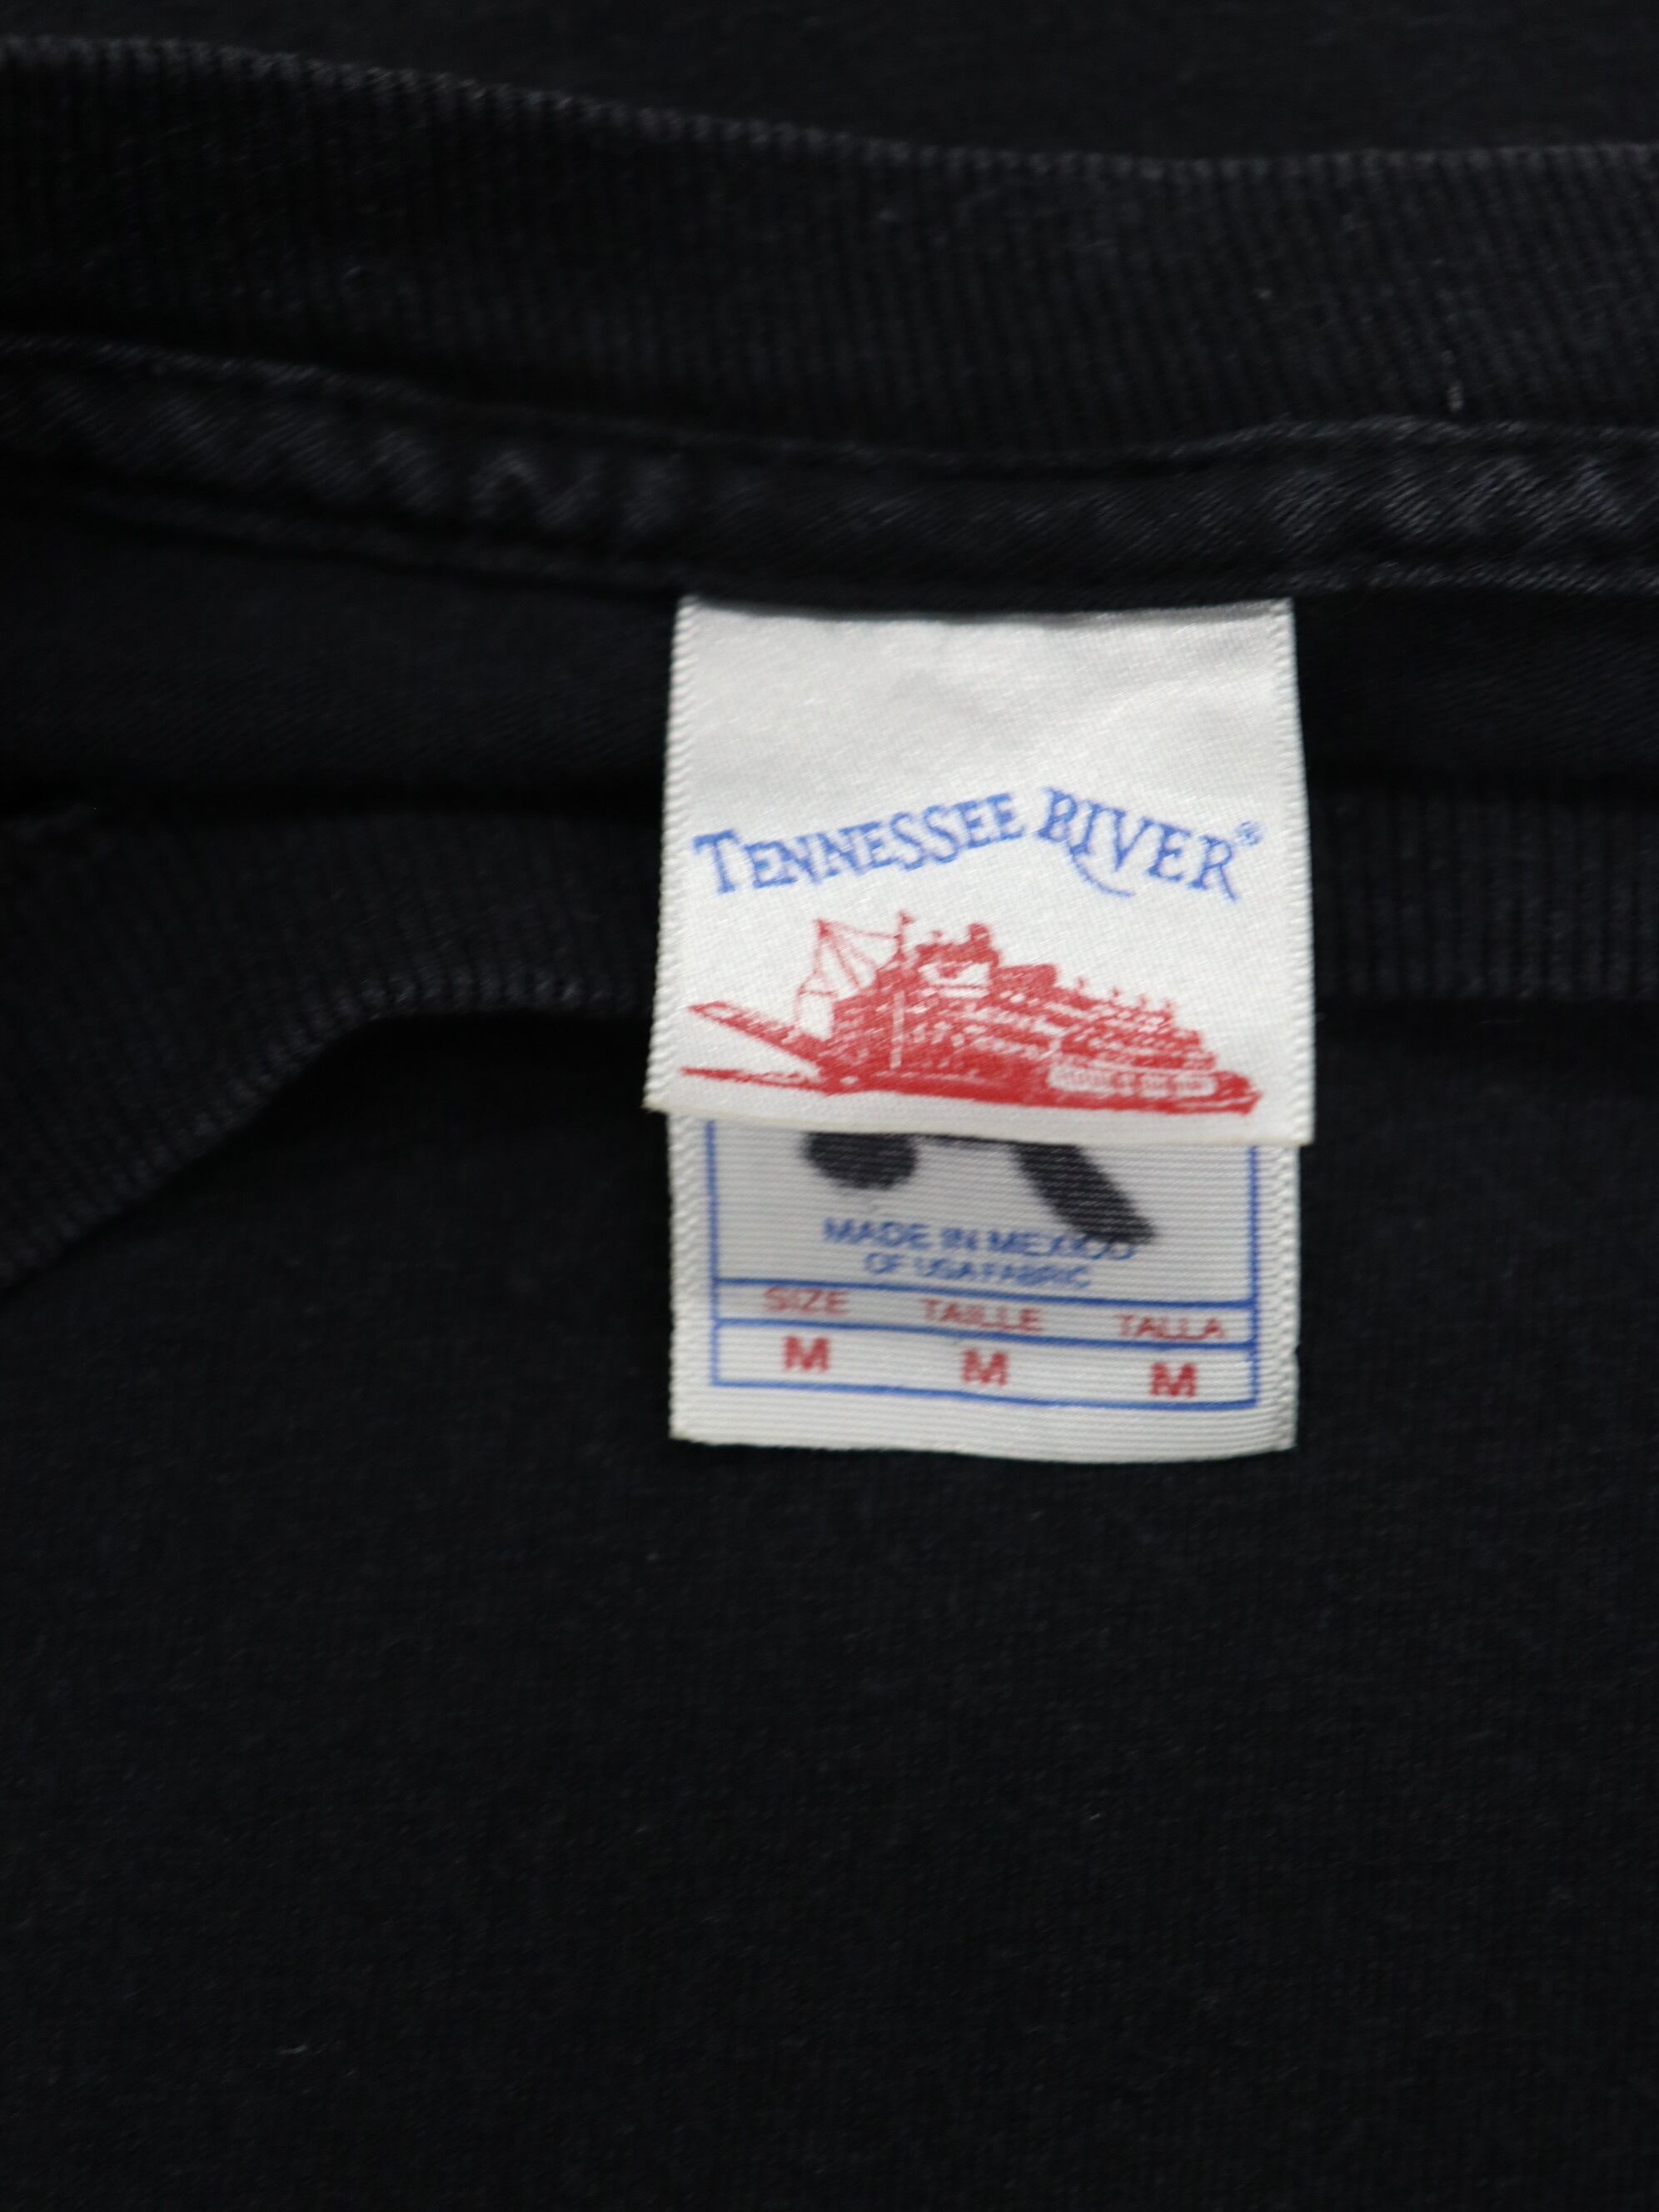 TENNESSEE RIVER®
MADE IN MEXICO
OF USA FABRIC
SIZE TAILLE TALLA
M M M